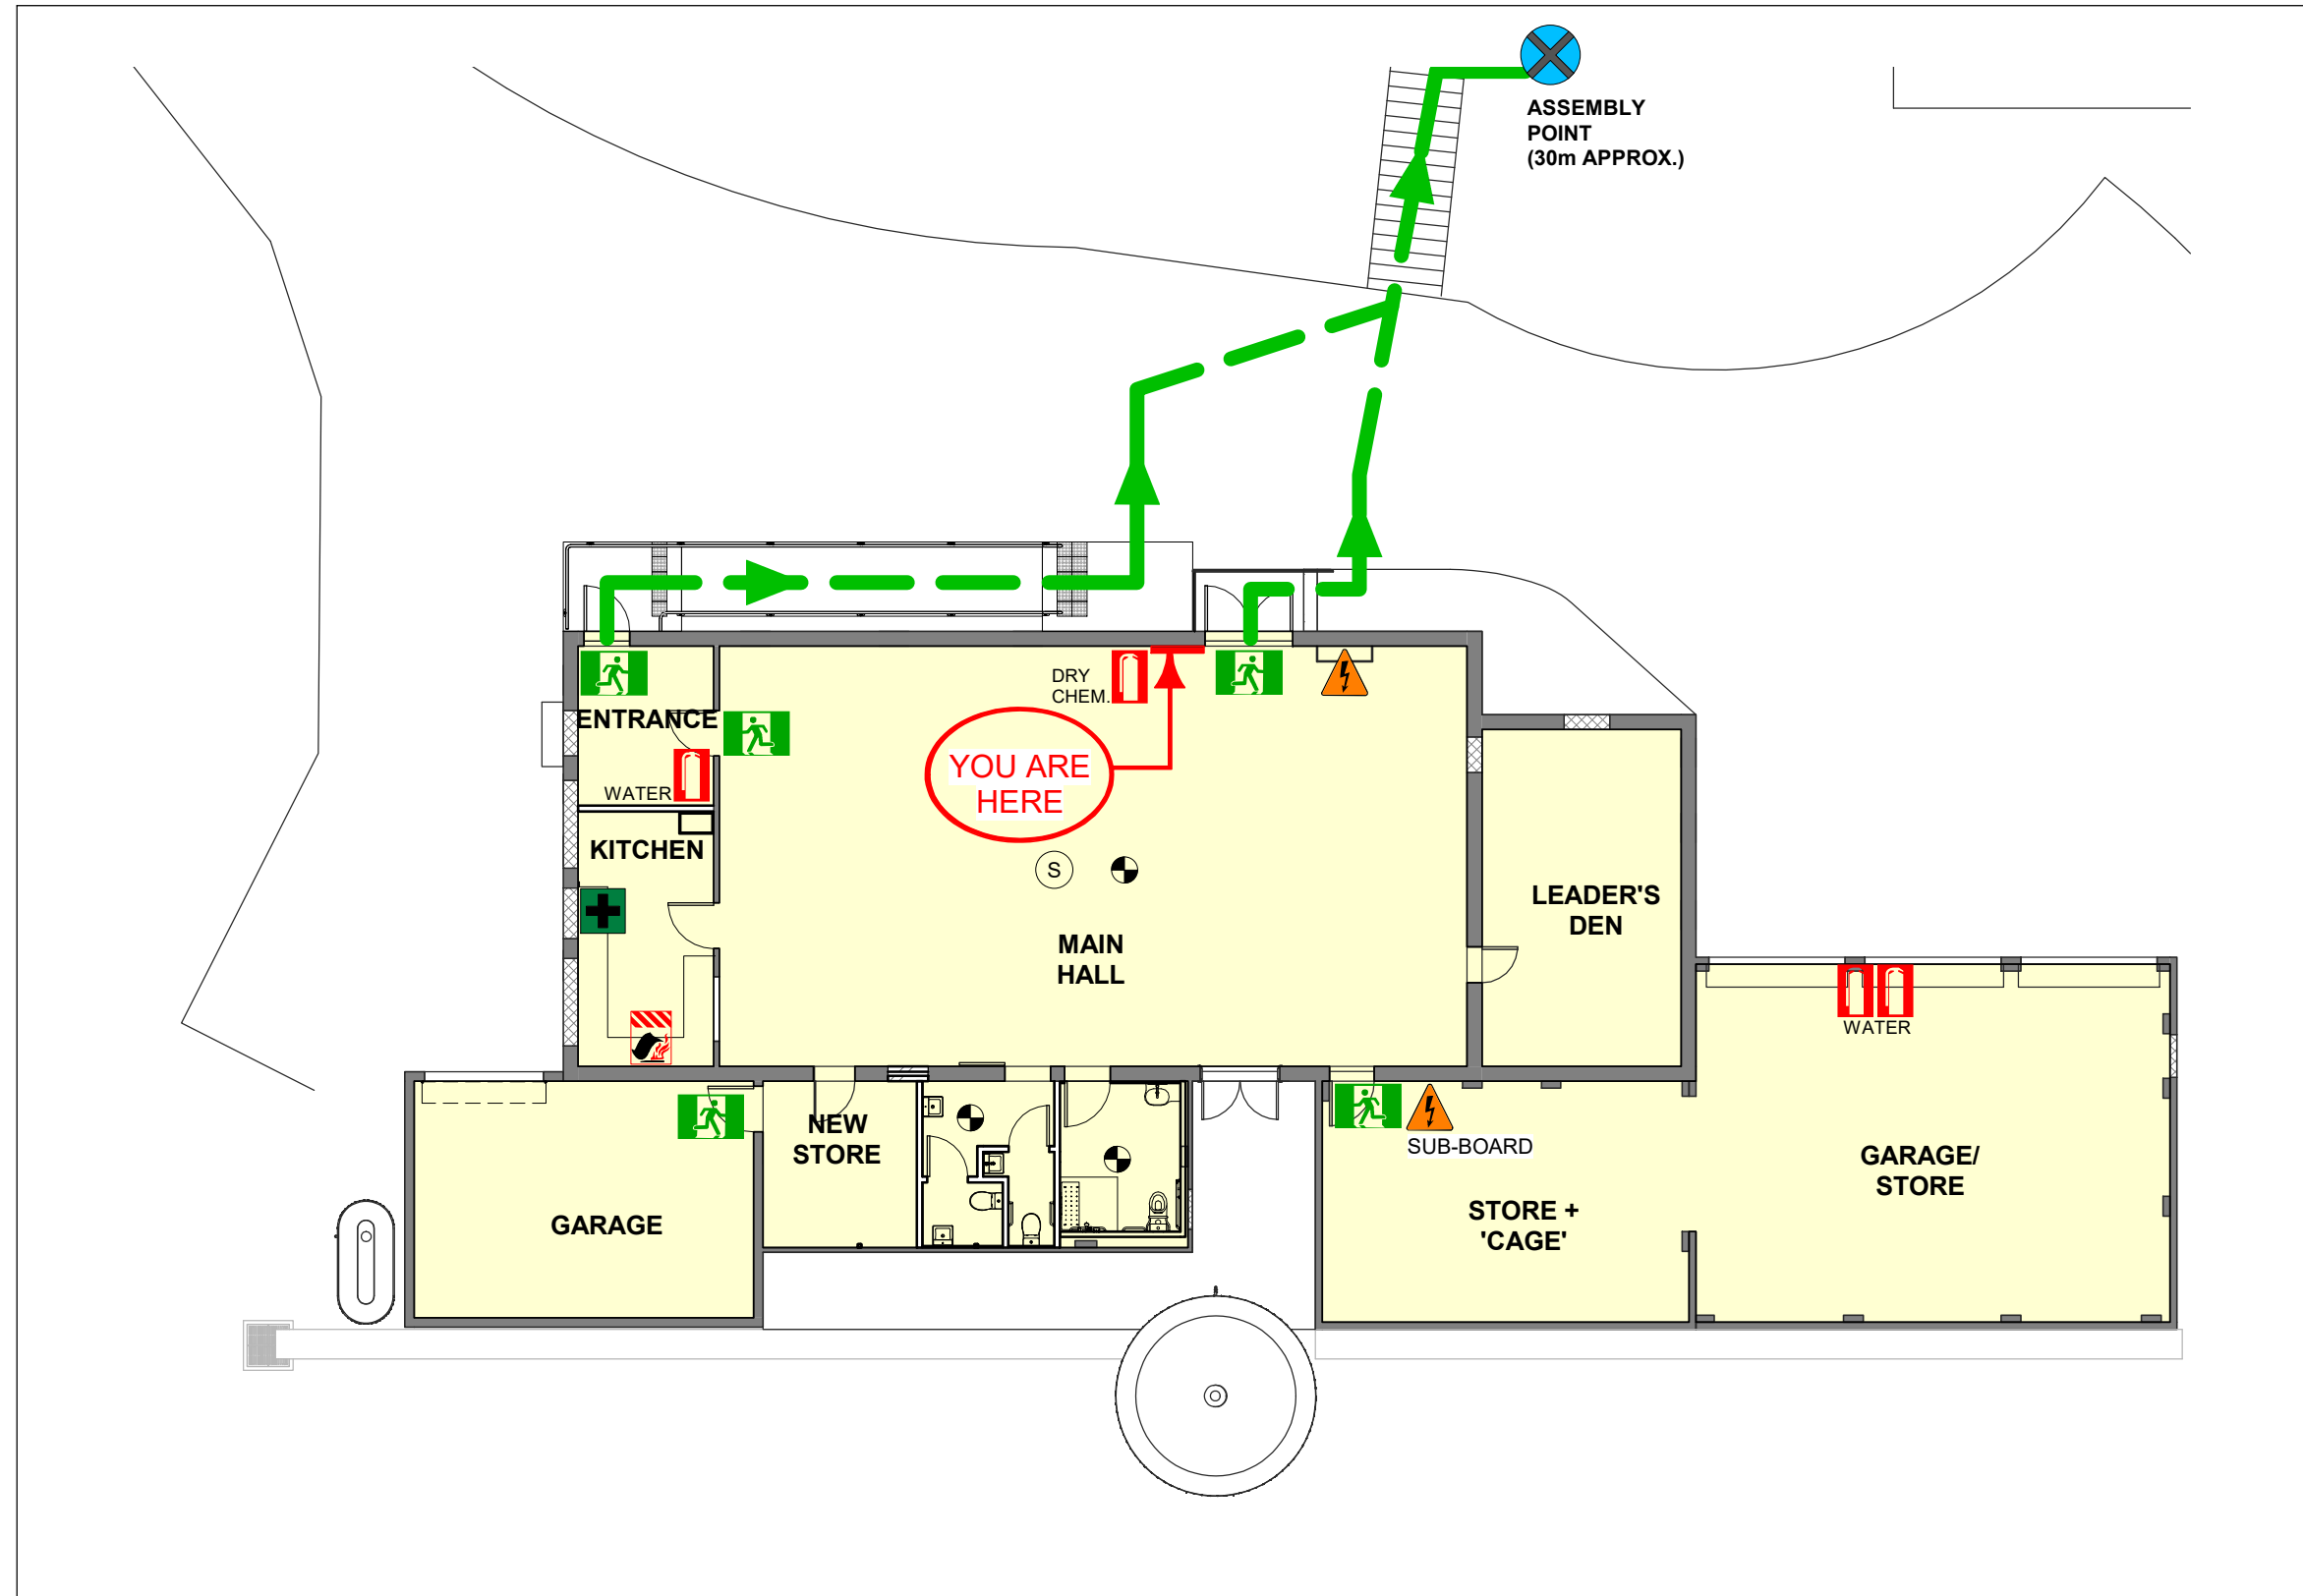 ASSEMBLY
POINT
(30m APPROX.)
DRY
CHEM.
ENTRANCE
YOU ARE
HERE
WATER
KITCHEN
S
LEADER'S
DEN
MAIN
HALL
WATER
NEW
STORE
SUB-BOARD
GARAGE/
STORE
GARAGE
STORE +
'CAGE'